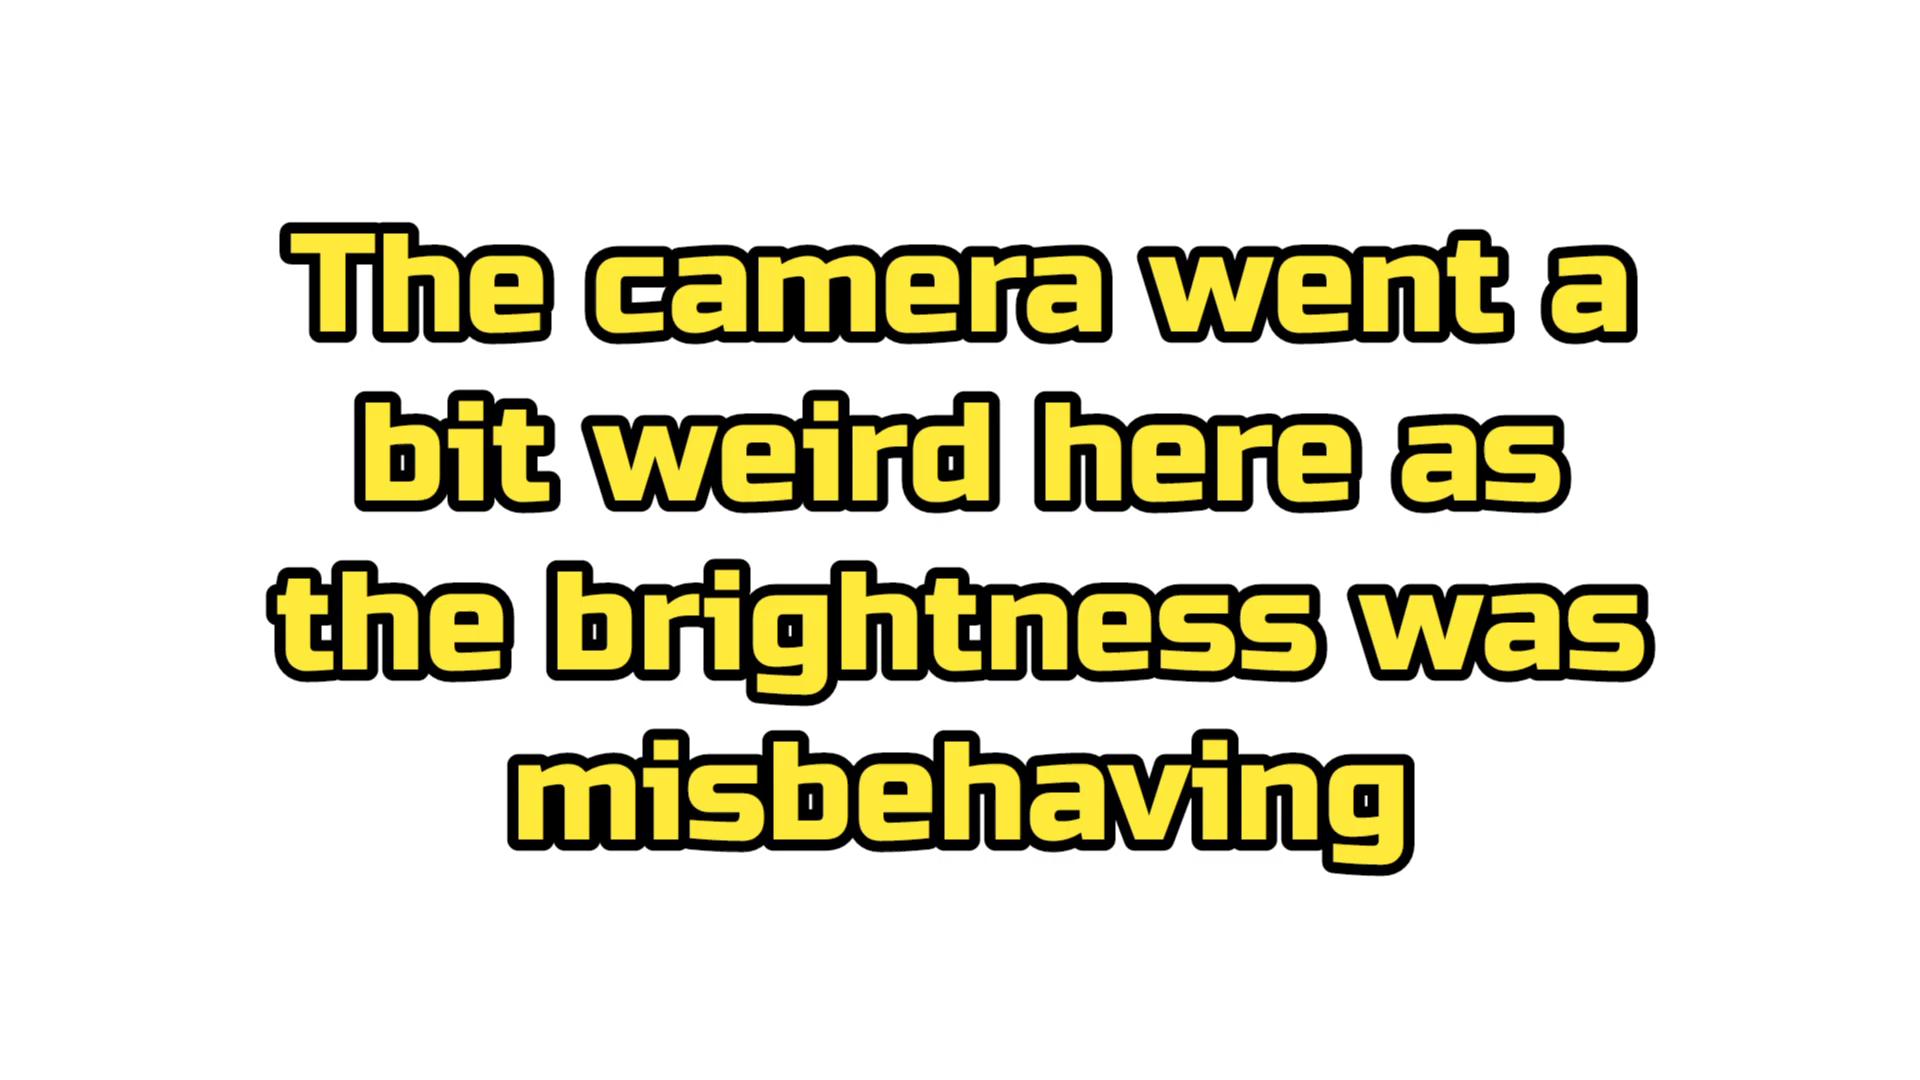 The camera went a
bit weird here as
the brightness was
misbehaving